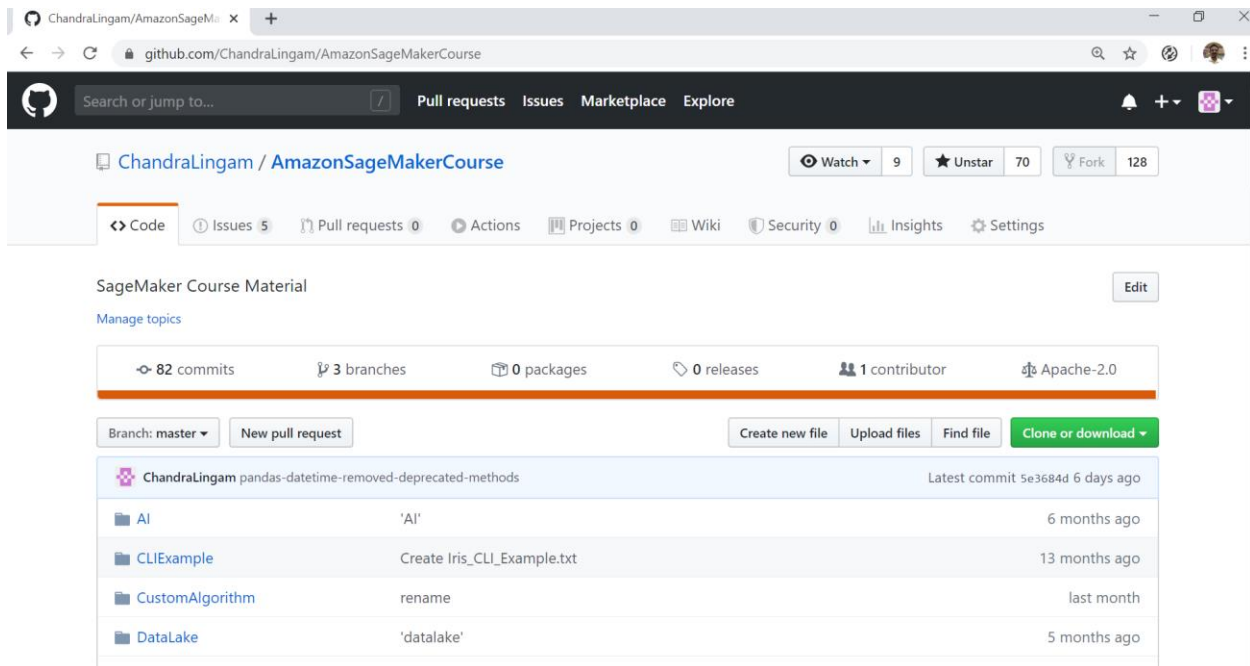 ChandraLingam/AmazonSageMa
github.com/ChandraLingam/AmazonSageMakerCourse
Search or jump to... / Pull requests Issues Marketplace Explore
ChandraLingam / AmazonSageMakerCourse Watch 9 Unstar 70 Fork 128
Code Issues 5 Pull requests 0 Actions Projects 0 Wiki Security 0 Insights Settings
SageMaker Course Material Edit
Manage topics
82 commits 3 branches 0 packages 0 releases 1 contributor Apache-2.0
Branch: master New pull request Create new file Upload files Find file Clone or download
ChandraLingam pandas-datetime-removed-deprecated-methods Latest commit 5e3684d 6 days ago
AI 'AI' 6 months ago
CLIExample Create Iris_CLI_Example.txt 13 months ago
CustomAlgorithm rename last month
DataLake 'datalake' 5 months ago